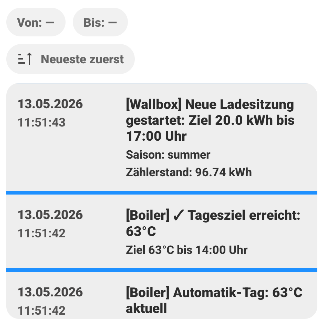 Von: — Bis: —
Neueste zuerst
13.05.2026
11:51:43
[Wallbox] Neue Ladesitzung
gestartet: Ziel 20.0 kWh bis
17:00 Uhr
Saison: summer
Zählerstand: 96.74 kWh
13.05.2026
11:51:42
[Boiler] ✓ Tagesziel erreicht:
63°C
Ziel 63°C bis 14:00 Uhr
13.05.2026
11:51:42
[Boiler] Automatik-Tag: 63°C
aktuell